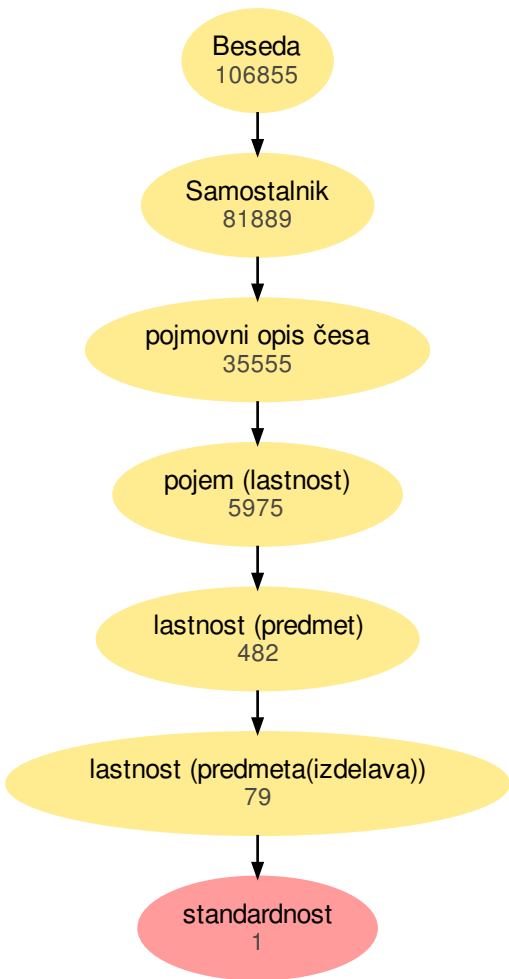 Beseda
106855
Samostalnik
81889
pojmovni opis česa
35555
pojem (lastnost)
5975
lastnost (predmet)
482
lastnost (predmeta(izdelava))
79
standardnost
1